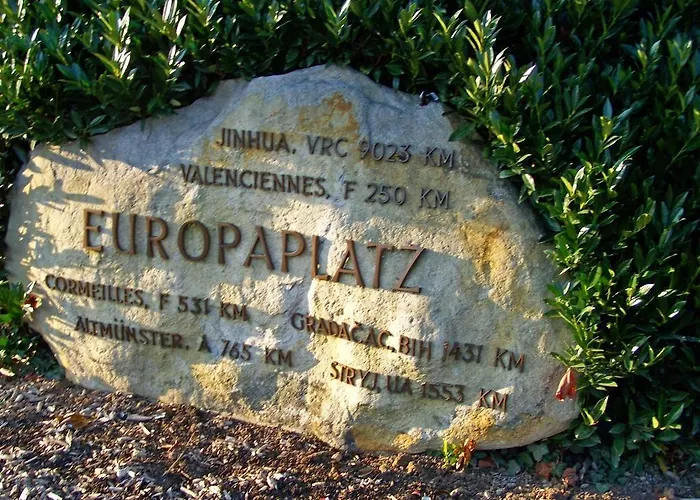 JINHUA, VRC 9023 KM
VALENCIENNES, F 250 KM
EUROPAPLATZ
CORMEILLES, F 531 KM
GRADAČAC, BIH 1431 KM
ALTMÜNSTER, A 765 KM
STRYJ, UA 1553 KM